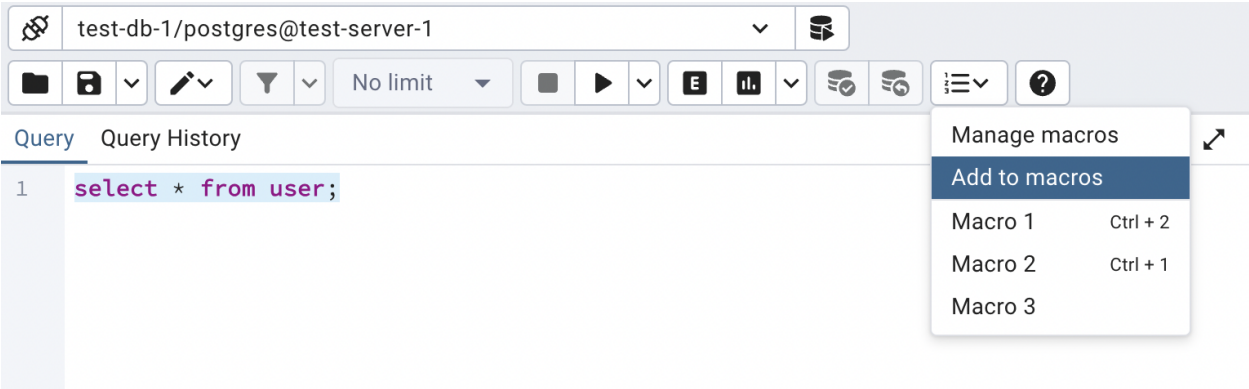 test-db-1/postgres@test-server-1
No limit
E
Query Query History
Manage macros
Add to macros
1 select * from user;
Macro 1 Ctrl + 2
Macro 2 Ctrl + 1
Macro 3